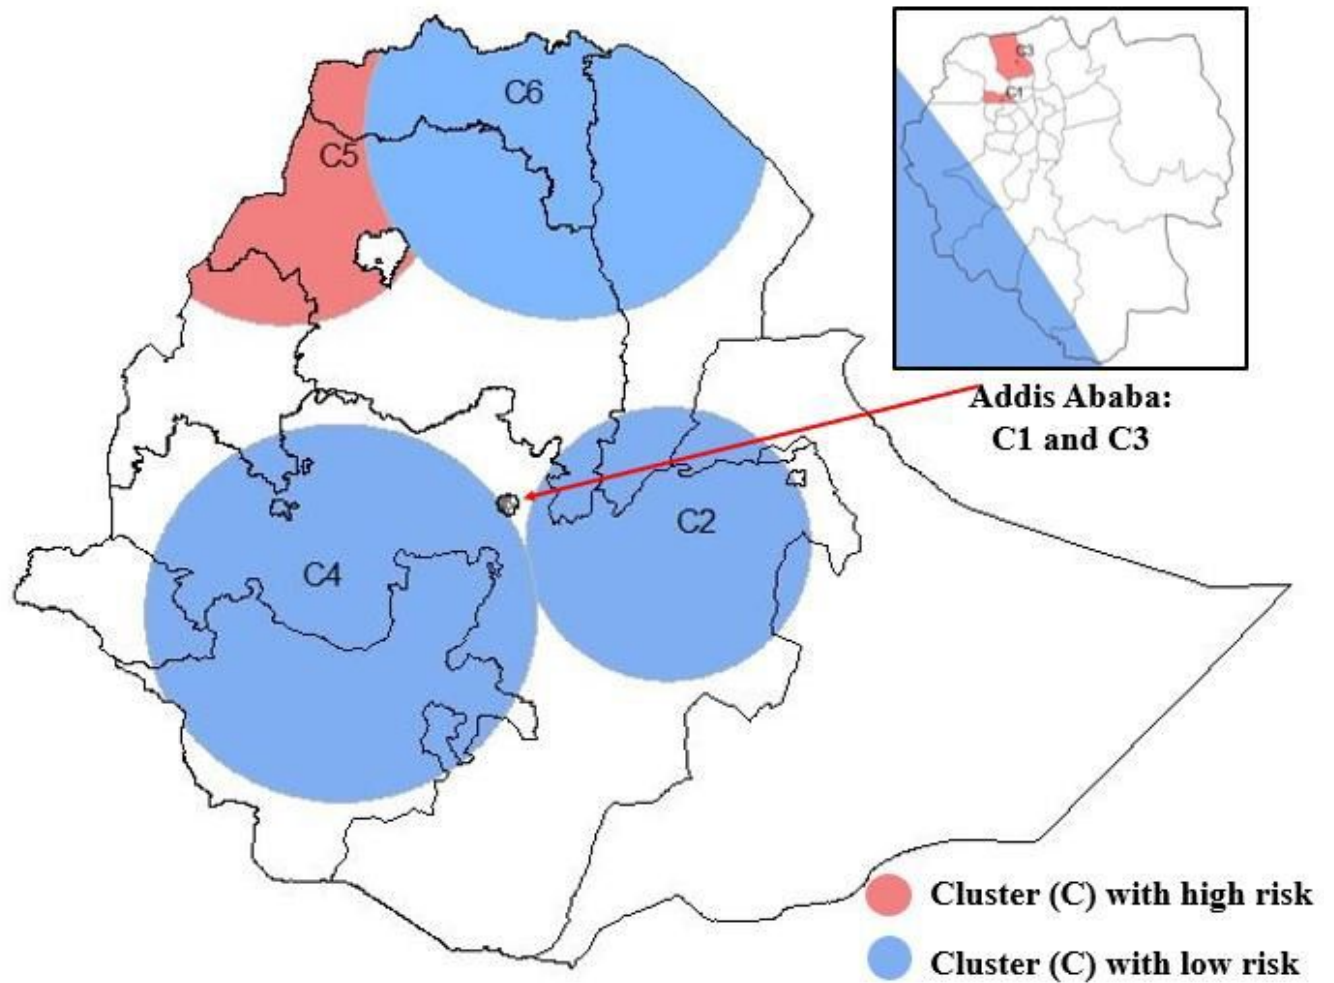 C6
C3
C1
C5
Addis Ababa:
C1 and C3
C2
C4
Cluster (C) with high risk
Cluster (C) with low risk